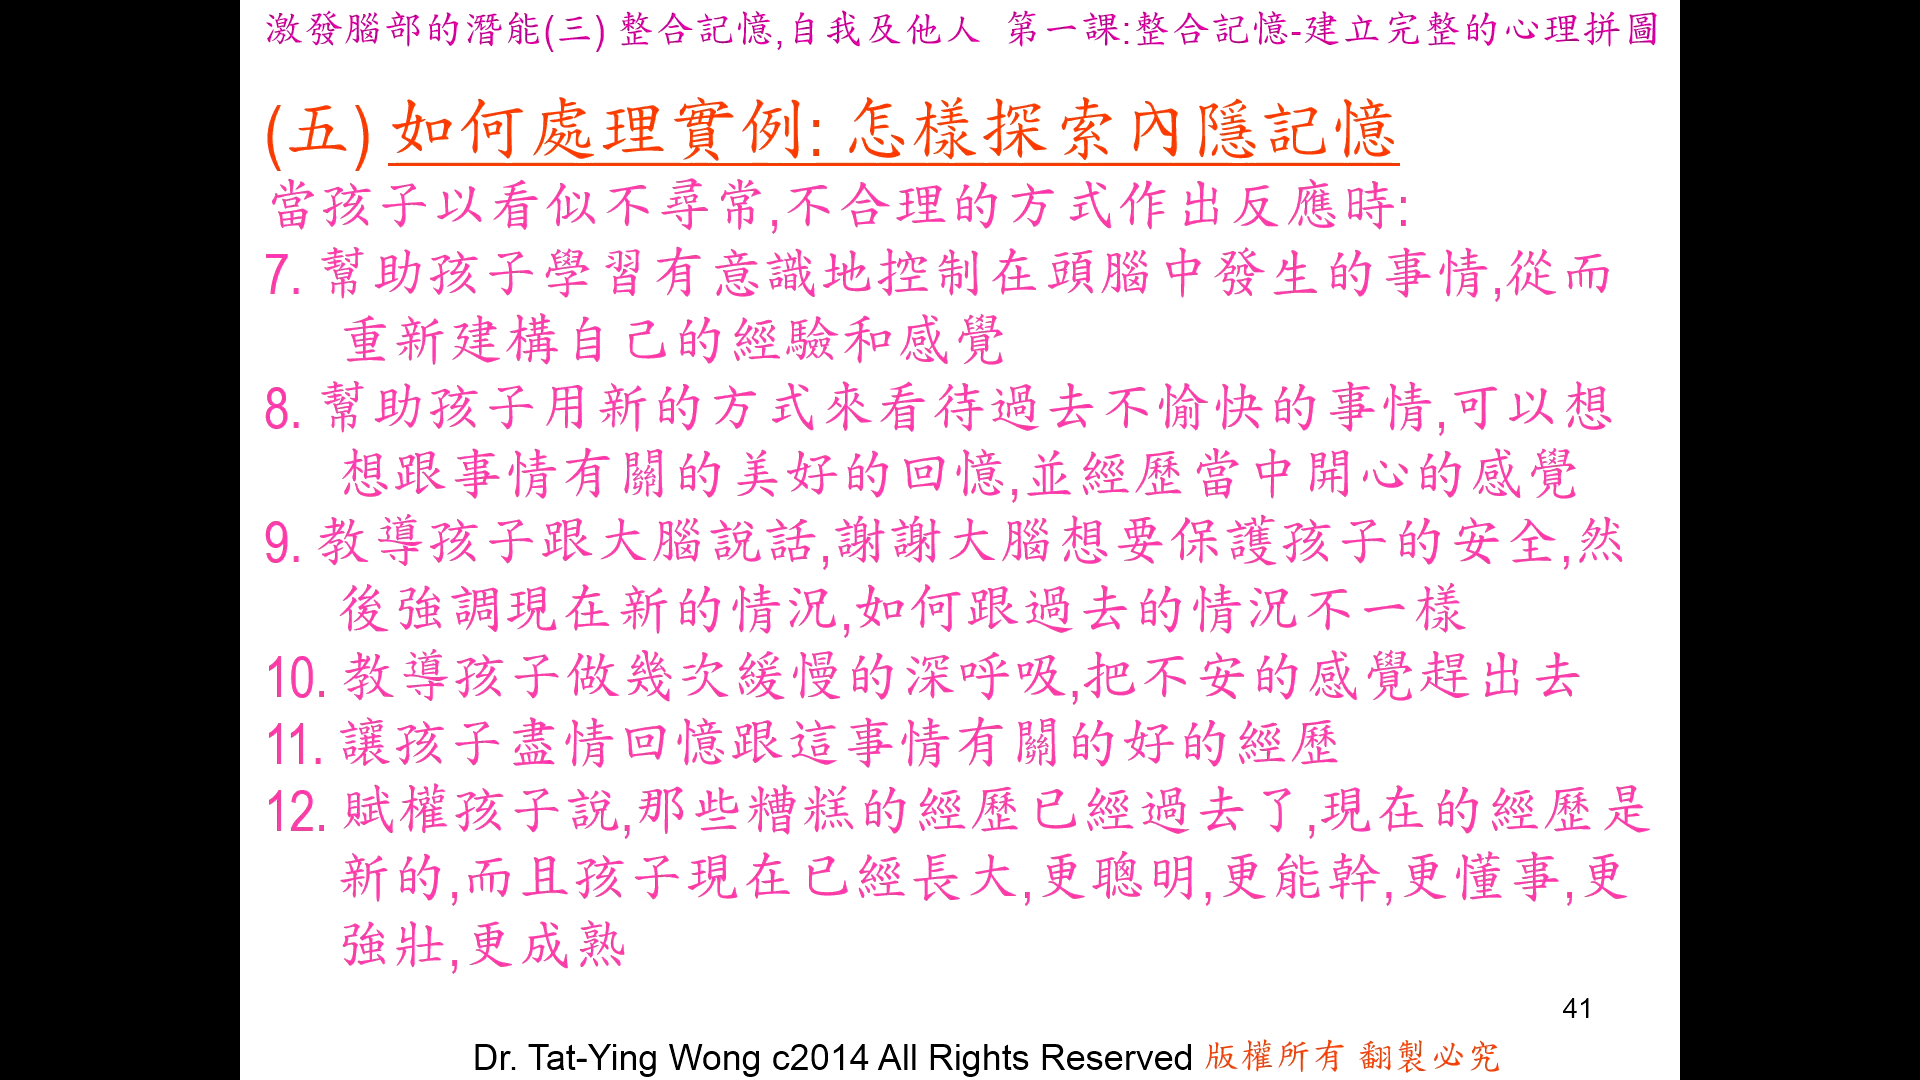 激發腦部的潛能(三) 整合記憶,自我及他人 第一課:整合記憶-建立完整的心理拼圖
(五) 如何處理實例: 怎樣探索內隱記憶
當孩子以看似不尋常,不合理的方式作出反應時:
7. 幫助孩子學習有意識地控制在頭腦中發生的事情,從而
重新建構自己的經驗和感覺
8. 幫助孩子用新的方式來看待過去不愉快的事情,可以想
想跟事情有關的美好的回憶,並經歷當中開心的感覺
9. 教導孩子跟大腦說話,謝謝大腦想要保護孩子的安全,然
後強調現在新的情況,如何跟過去的情況不一樣
10. 教導孩子做幾次緩慢的深呼吸,把不安的感覺趕出去
11. 讓孩子盡情回憶跟這事情有關的好的經歷
12. 賦權孩子說,那些糟糕的經歷已經過去了,現在的經歷是
新的,而且孩子現在已經長大,更聰明,更能幹,更懂事,更
強壯,更成熟
41
Dr. Tat-Ying Wong c2014 All Rights Reserved 版權所有 翻製必究